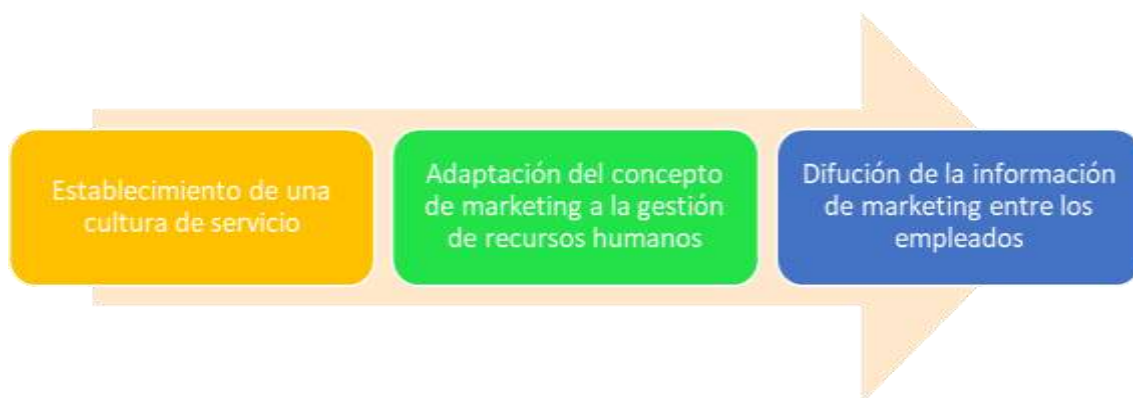 Establecimiento de una
cultura de servicio
Adaptación del concepto
de marketing a la gestión
de recursos humanos
Difución de la información
de marketing entre los
empleados